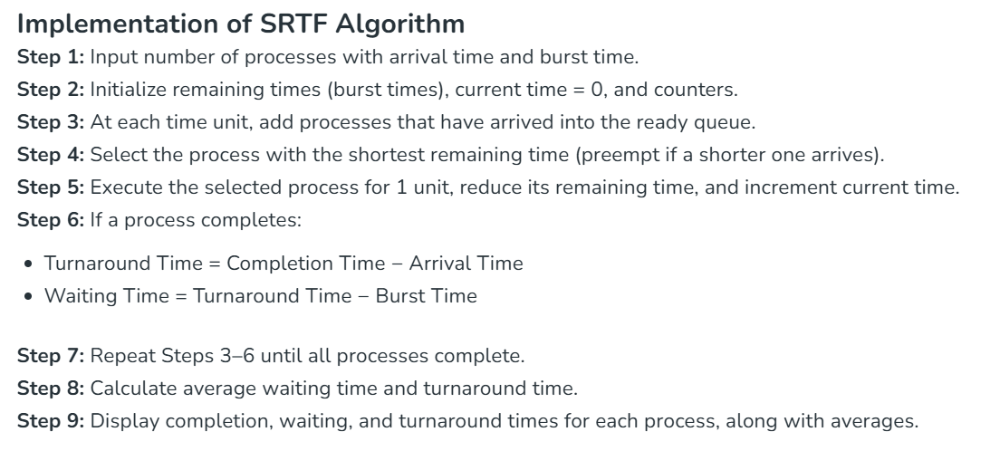 Implementation of SRTF Algorithm
Step 1: Input number of processes with arrival time and burst time.
Step 2: Initialize remaining times (burst times), current time = 0, and counters.
Step 3: At each time unit, add processes that have arrived into the ready queue.
Step 4: Select the process with the shortest remaining time (preempt if a shorter one arrives).
Step 5: Execute the selected process for 1 unit, reduce its remaining time, and increment current time.
Step 6: If a process completes:
• Turnaround Time = Completion Time − Arrival Time
• Waiting Time = Turnaround Time − Burst Time
Step 7: Repeat Steps 3–6 until all processes complete.
Step 8: Calculate average waiting time and turnaround time.
Step 9: Display completion, waiting, and turnaround times for each process, along with averages.